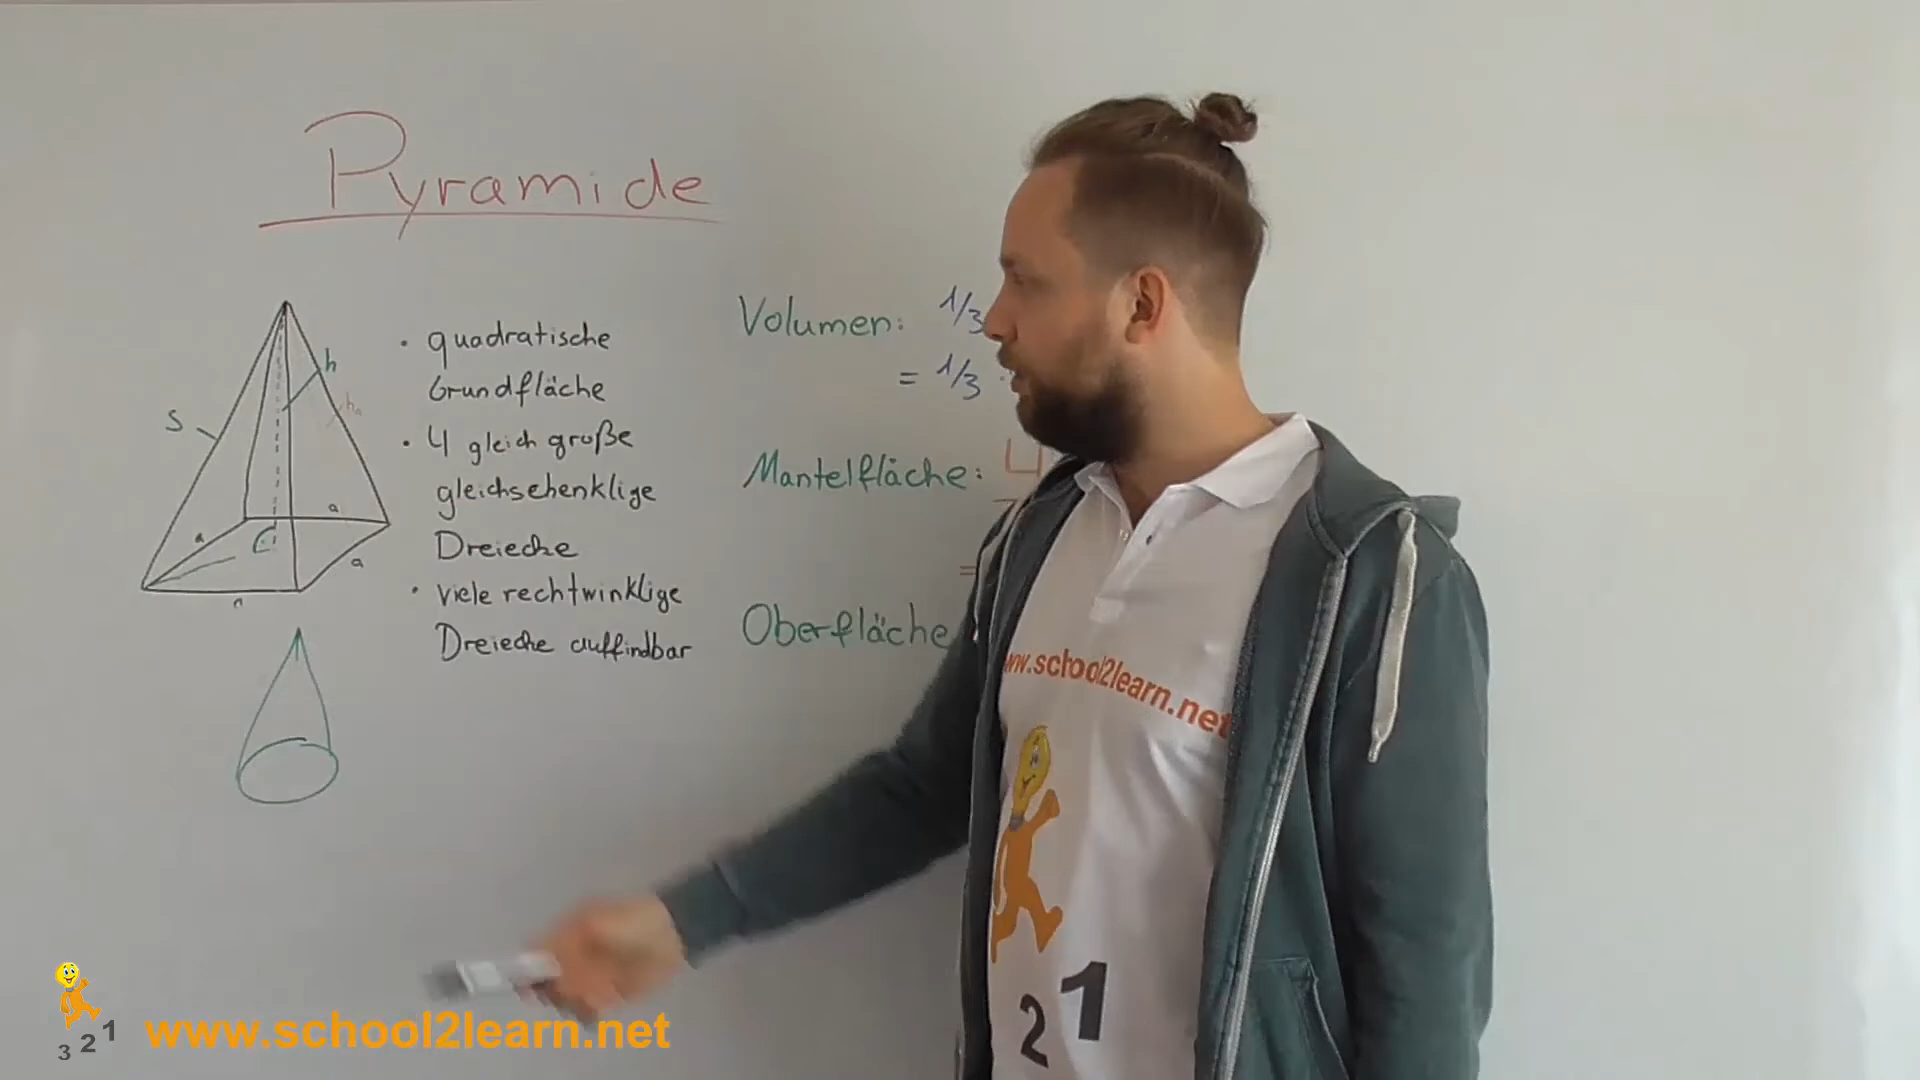 Pyramide
h
ha
S
a
a
a
a
• quadratische
Grundfläche
• 4 gleich große
gleichschenklige
Dreiecke
• viele rechtwinklige
Dreiecke auffindbar
Volumen: 1/3
= 1/3 ·
Mantelfläche: 4
=
Oberfläche
www.school2learn.net
2 1
3 2 1
www.school2learn.net